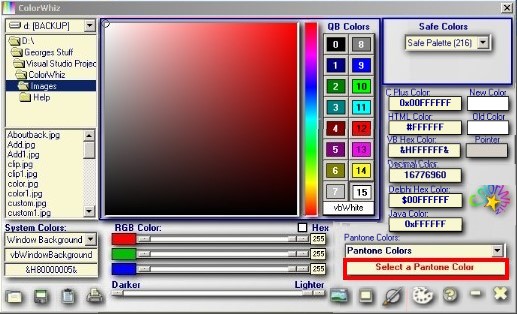 ColorWhiz
d: [BACKUP]
D:\
Georges Stuff
Visual Studio Projec
ColorWhiz
Images
Help
Aboutback.jpg
Add.jpg
Add1.jpg
clip.jpg
clip1.jpg
color.jpg
color1.jpg
custom.jpg
custom1.jpg
QB Colors
0 8
1 9
2 10
3 11
4 12
5 13
6 14
7 15
vbWhite
Safe Colors
Safe Palette (216)
C Plus Color:
0x00FFFFFF
New Color
HTML Color:
#FFFFFF
Old Color
VB Hex Color:
&HFFFFFF&
Pointer
Decimal Color:
16776960
Delphi Hex Color:
$00FFFFFF
Java Color:
0xFFFFFF
System Colors:
Window Background
vbWindowBackground
&H80000005&
RGB Color:
Hex
255
255
255
Darker
Lighter
Pantone Colors:
Pantone Colors
Select a Pantone Color